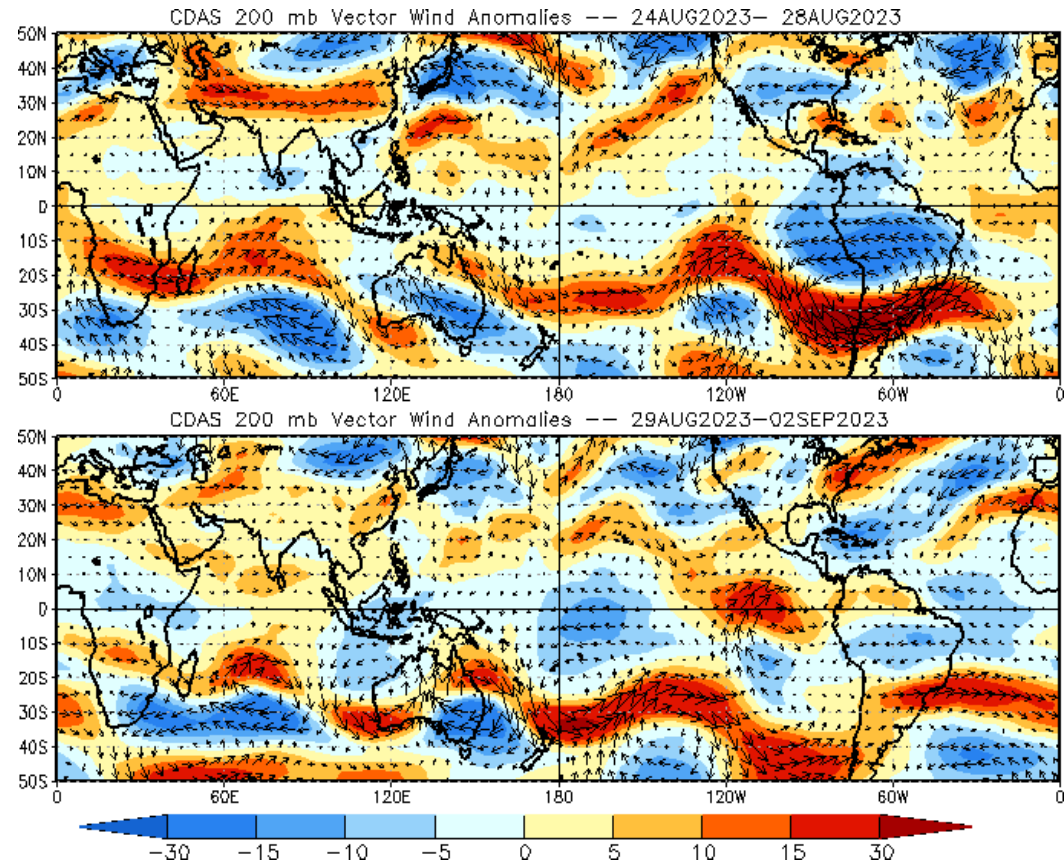 CDAS 200 mb Vector Wind Anomalies -- 24AUG2023- 28AUG2023
50N
40N
30N
20N
10N
0
10S
20S
30S
40S
50S
0 60E 120E 180 120W 60W 0
CDAS 200 mb Vector Wind Anomalies -- 29AUG2023-02SEP2023
50N
40N
30N
20N
10N
0
10S
20S
30S
40S
50S
0 60E 120E 180 120W 60W 0
-30 -15 -10 -5 0 5 10 15 30